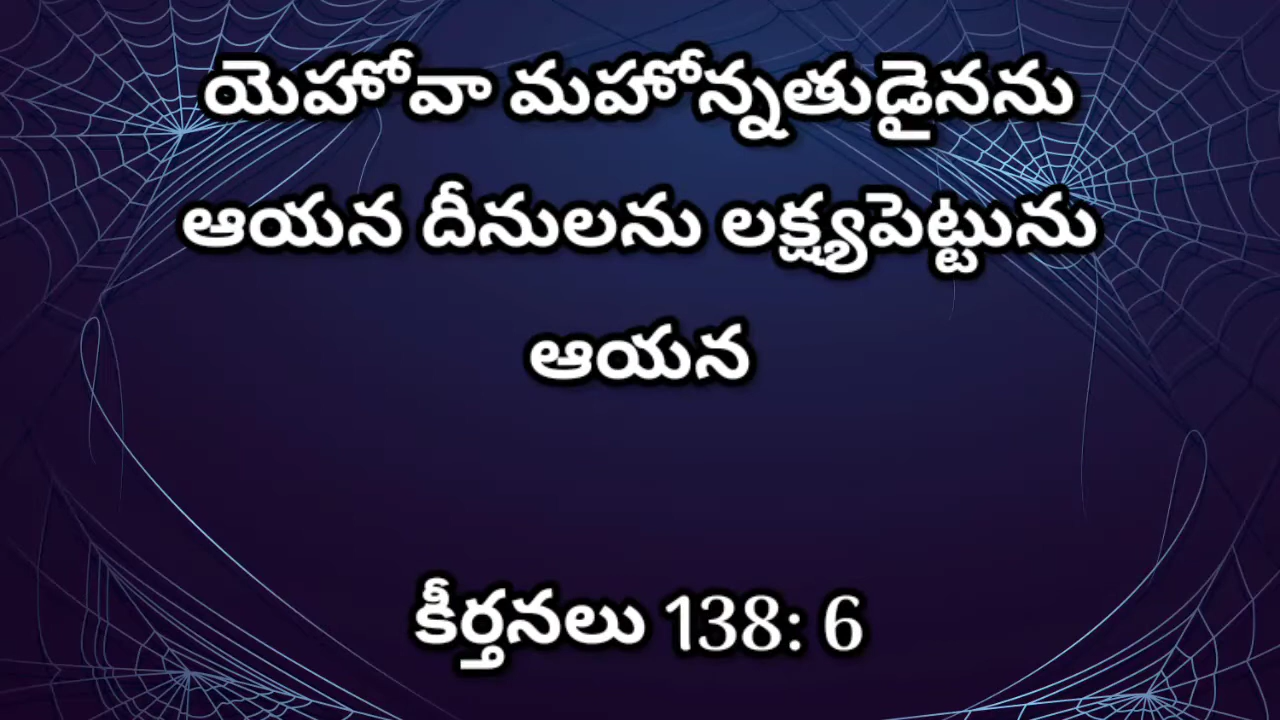 యెహోవా మహోన్నతుడైనను
ఆయన దీనులను లక్ష్యపెట్టును
ఆయన
కీర్తనలు 138: 6